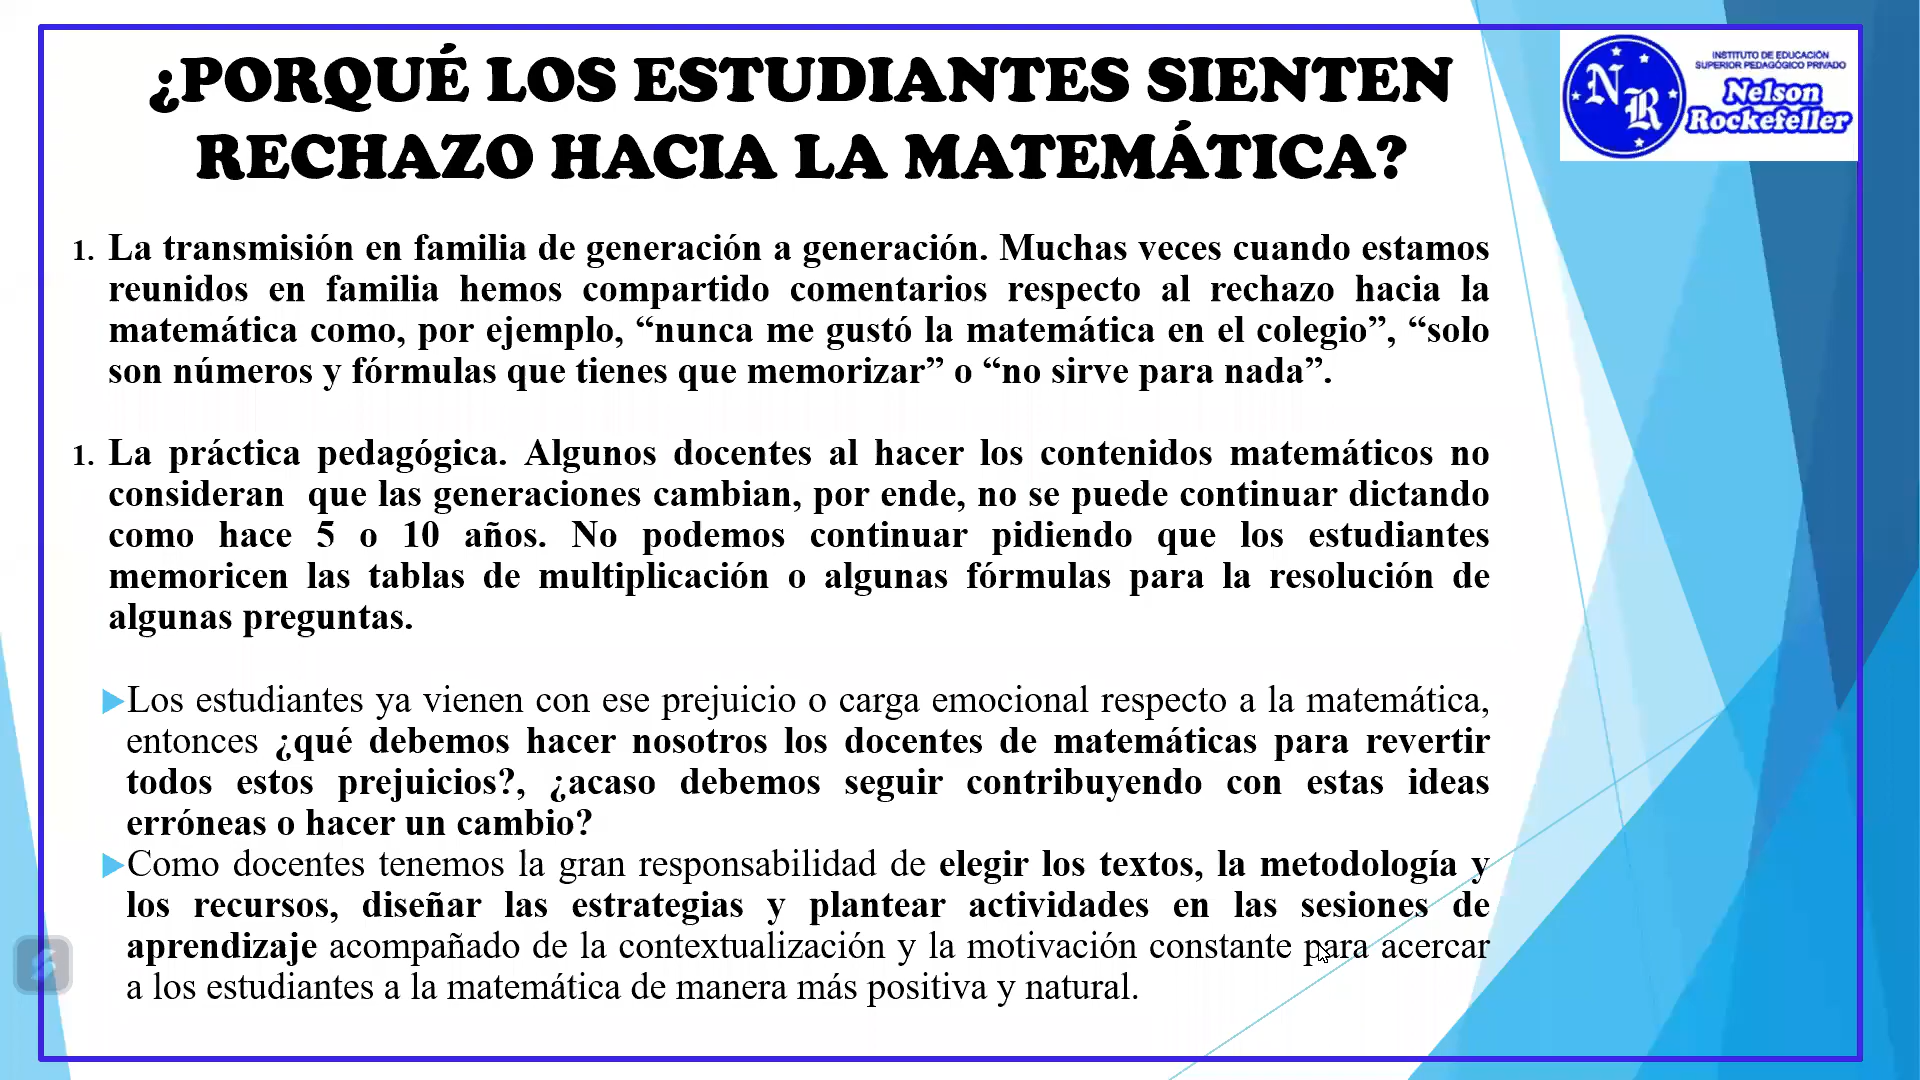 ¿PORQUÉ LOS ESTUDIANTES SIENTEN
RECHAZO HACIA LA MATEMÁTICA?
NR
INSTITUTO DE EDUCACIÓN
SUPERIOR PEDAGÓGICO PRIVADO
Nelson
Rockefeller
1. La transmisión en familia de generación a generación. Muchas veces cuando estamos
reunidos en familia hemos compartido comentarios respecto al rechazo hacia la
matemática como, por ejemplo, “nunca me gustó la matemática en el colegio”, “solo
son números y fórmulas que tienes que memorizar” o “no sirve para nada”.
1. La práctica pedagógica. Algunos docentes al hacer los contenidos matemáticos no
consideran que las generaciones cambian, por ende, no se puede continuar dictando
como hace 5 o 10 años. No podemos continuar pidiendo que los estudiantes
memoricen las tablas de multiplicación o algunas fórmulas para la resolución de
algunas preguntas.
Los estudiantes ya vienen con ese prejuicio o carga emocional respecto a la matemática,
entonces ¿qué debemos hacer nosotros los docentes de matemáticas para revertir
todos estos prejuicios?, ¿acaso debemos seguir contribuyendo con estas ideas
erróneas o hacer un cambio?
Como docentes tenemos la gran responsabilidad de elegir los textos, la metodología y
los recursos, diseñar las estrategias y plantear actividades en las sesiones de
aprendizaje acompañado de la contextualización y la motivación constante para acercar
a los estudiantes a la matemática de manera más positiva y natural.